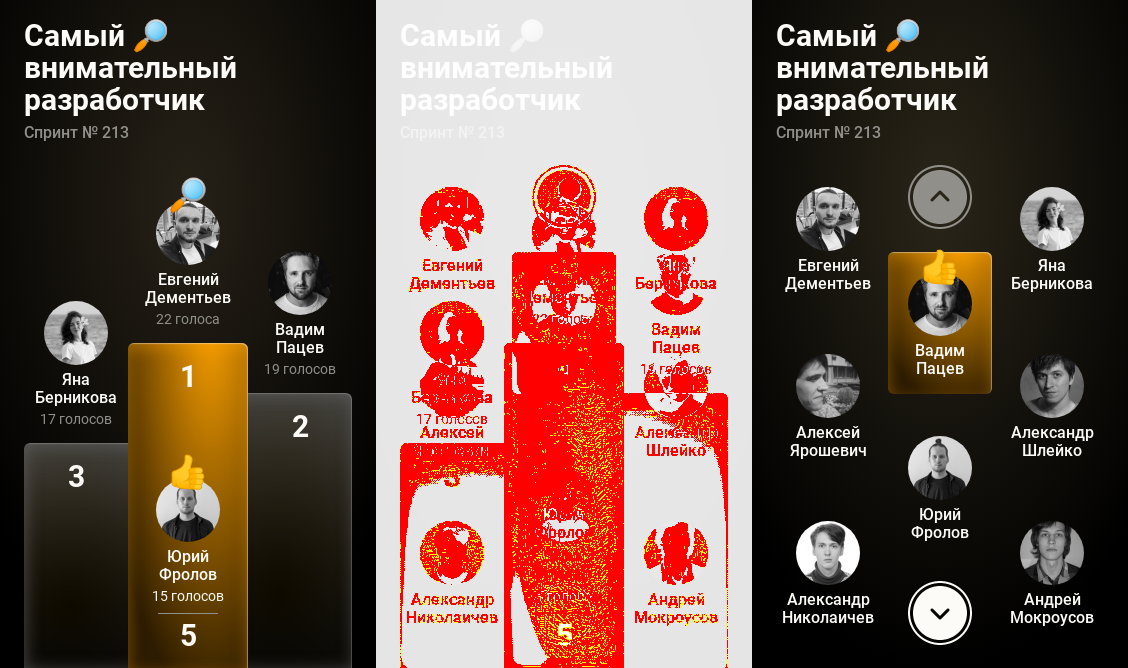 Самый 🔎
внимательный
разработчик
Спринт № 213
Евгений
Дементьев
22 голоса
Вадим
Пацев
19 голосов
Яна
Берникова
17 голосов
1
2
3
Юрий
Фролов
15 голосов
5
Самый 🔎
внимательный
разработчик
Спринт № 213
Евгений
Дементьев
Берникова
Вадим
Пацев
17 голосов
Алексей
Шлейко
Александр
Николаичев
Андрей
Мокроусов
5
Самый 🔎
внимательный
разработчик
Спринт № 213
Евгений
Дементьев
Яна
Берникова
Вадим
Пацев
Алексей
Ярошевич
Александр
Шлейко
Юрий
Фролов
Александр
Николаичев
Андрей
Мокроусов